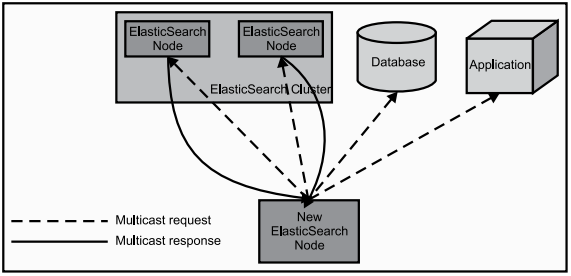 ElasticSearch
Node
ElasticSearch
Node
ElasticSearch Cluster
Database
Application
New
ElasticSearch
Node
Multicast request
Multicast response